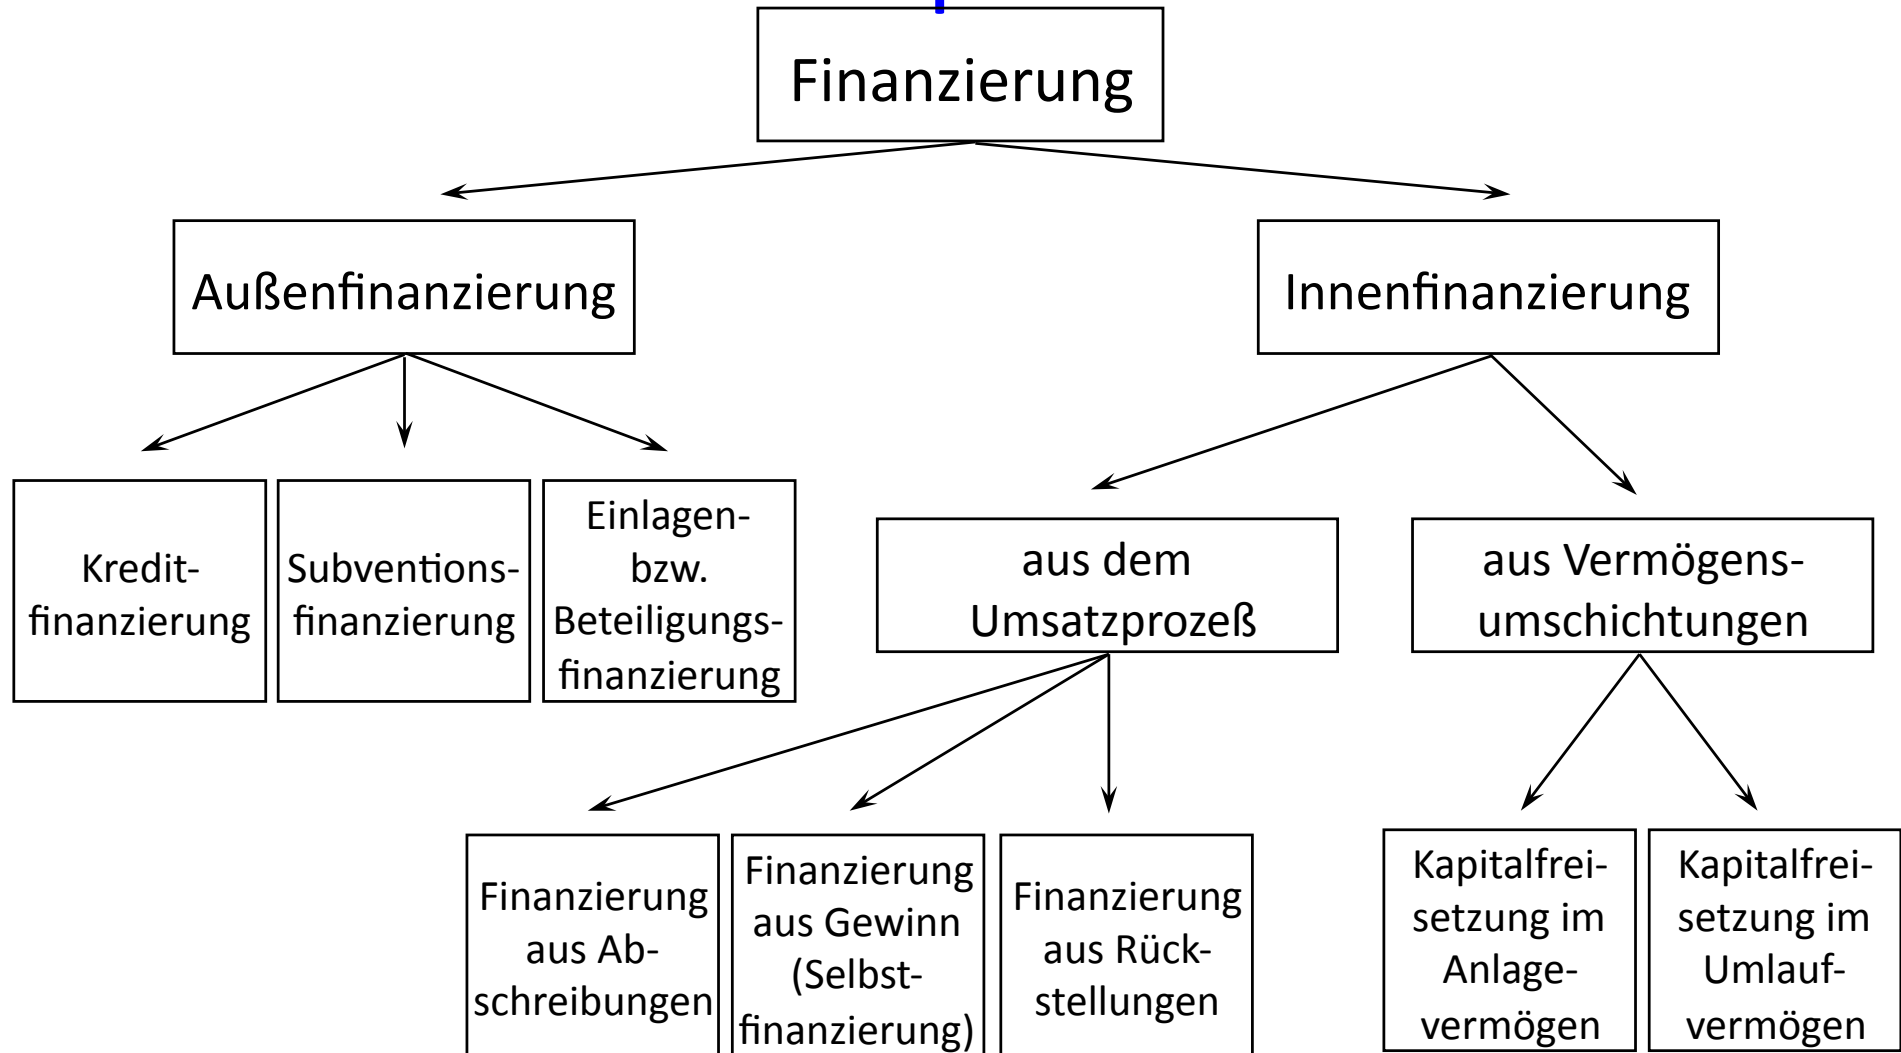 Finanzierung
Außenfinanzierung
Innenfinanzierung
Kredit-
finanzierung
Subventions-
finanzierung
Einlagen-
bzw.
Beteiligungs-
finanzierung
aus dem
Umsatzprozeß
aus Vermögens-
umschichtungen
Finanzierung
aus Ab-
schreibungen
Finanzierung
aus Gewinn
(Selbst-
finanzierung)
Finanzierung
aus Rück-
stellungen
Kapitalfrei-
setzung im
Anlage-
vermögen
Kapitalfrei-
setzung im
Umlauf-
vermögen